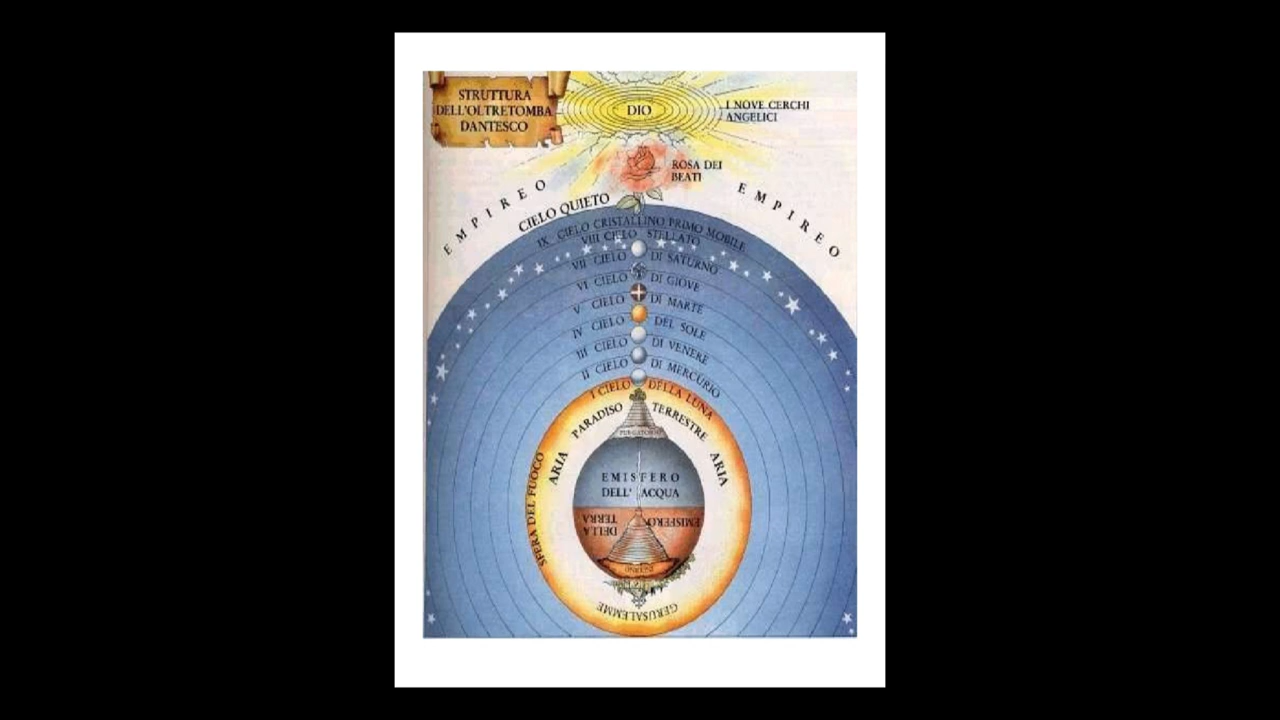 STRUTTURA
DELL'OLTRETOMBA
DANTESCO
DIO
I NOVE CERCHI
ANGELICI
ROSA DEI
BEATI
EMPIREO
EMPIREO
CIELO QUIETO
IX CIELO CRISTALLINO PRIMO MOBILE
VIII CIELO STELLATO
VII CIELO DI SATURNO
VI CIELO DI GIOVE
V CIELO DI MARTE
IV CIELO DEL SOLE
III CIELO DI VENERE
II CIELO DI MERCURIO
I CIELO DELLA LUNA
PARADISO TERRESTRE
PURGATORIO
ARIA
ARIA
SFERA DEL FUOCO
EMISFERO
DELL' ACQUA
EMISFERO
DELLA
TERRA
GERUSALEMME